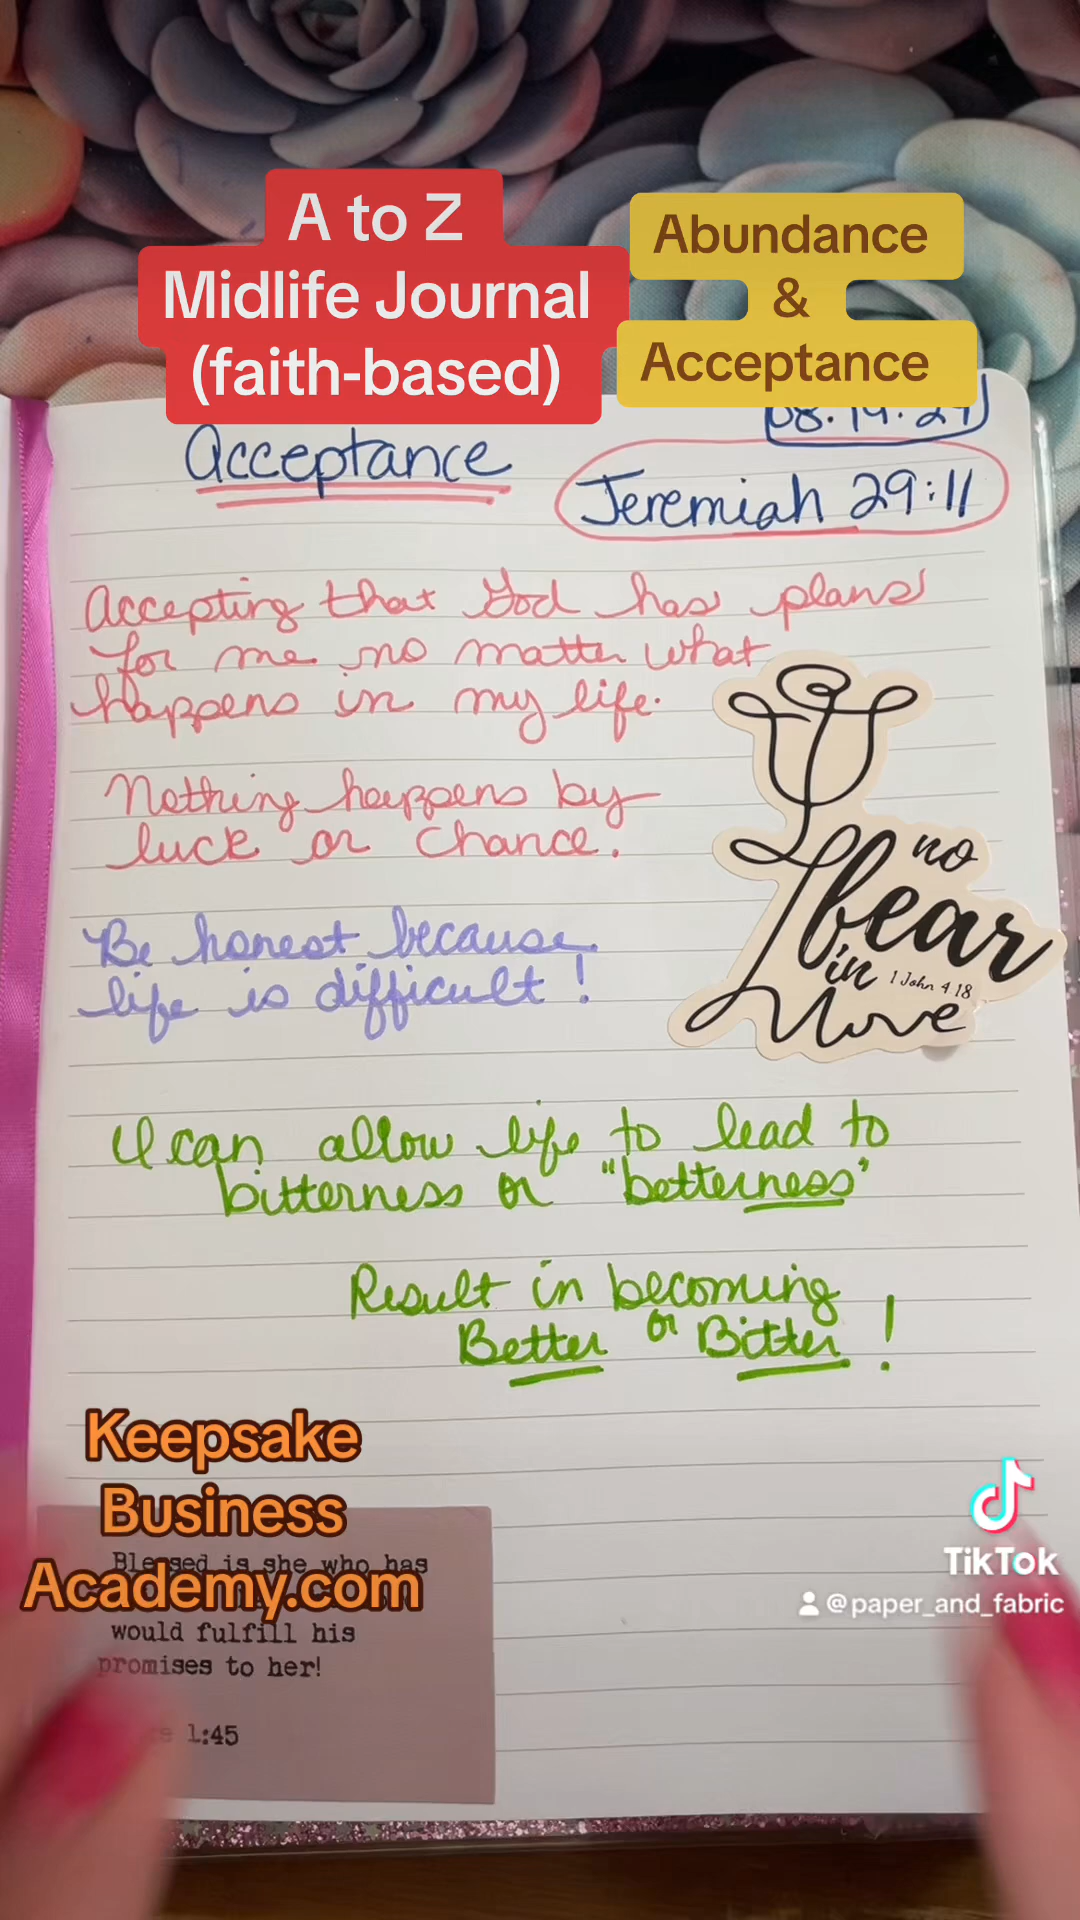 A to Z
Midlife Journal
(faith-based)
Abundance
&
Acceptance
Acceptance
Jeremiah 29:11
Accepting that God has plans
for me no matter what
happens in my life.
Nothing happens by
luck or chance.
Be honest because
life is difficult!
no
fear
in
1 John 4 18
love
I can allow life to lead to
bitterness or "betterness"
Result in becoming
Better or Bitter!
Keepsake
Business
Academy.com
Blessed is she who has
would fulfill his
promises to her!
1:45
TikTok
@paper_and_fabric